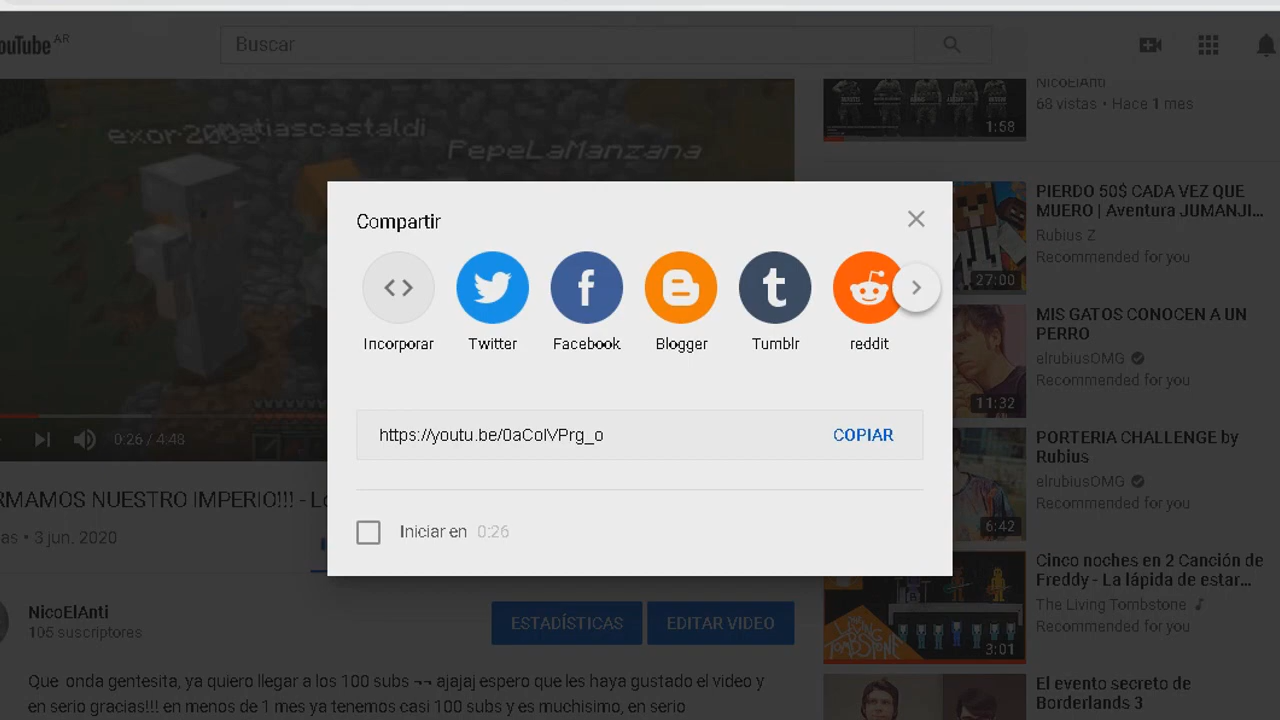 ouTube AR
Buscar
exor2005
matiascastaldi
PepeLaManzana
NicoElAnti
68 vistas • Hace 1 mes
1:58
Compartir
Incorporar
Twitter
Facebook
Blogger
Tumblr
reddit
https://youtu.be/0aColVPrg_o
COPIAR
Iniciar en 0:26
PIERDO 50$ CADA VEZ QUE
MUERO | Aventura JUMANJI...
Rubius Z
Recommended for you
27:00
MIS GATOS CONOCEN A UN
PERRO
elrubiusOMG
Recommended for you
11:32
PORTERIA CHALLENGE by
Rubius
elrubiusOMG
Recommended for you
6:42
Cinco noches en 2 Canción de
Freddy - La lápida de estar...
The Living Tombstone
Recommended for you
3:01
El evento secreto de
Borderlands 3
0:26 / 4:48
RMAMOS NUESTRO IMPERIO!!! - L
as • 3 jun. 2020
NicoElAnti
105 suscriptores
ESTADÍSTICAS
EDITAR VIDEO
Que onda gentesita, ya quiero llegar a los 100 subs ¬¬ ajajaj espero que les haya gustado el video y
en serio gracias!!! en menos de 1 mes ya tenemos casi 100 subs y es muchisimo, en serio